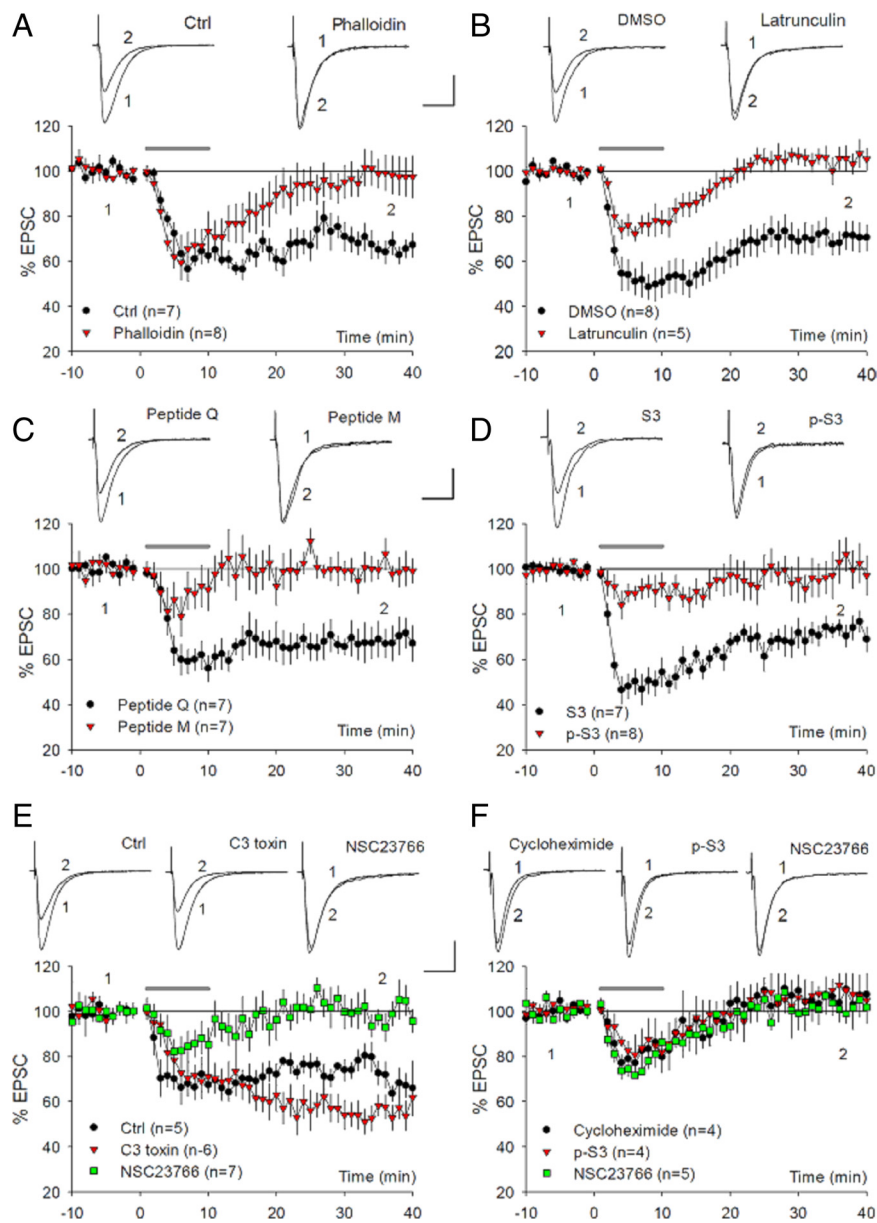 A
Ctrl
Phalloidin
2
1
1
2
120
100
80
60
40
20
% EPSC
1
2
Ctrl (n=7)
Phalloidin (n=8)
Time (min)
-10 0 10 20 30 40
B
DMSO
Latrunculin
2
1
1
2
120
100
80
60
40
20
% EPSC
1
2
DMSO (n=8)
Latrunculin (n=5)
Time (min)
-10 0 10 20 30 40
C
Peptide Q
Peptide M
2
1
1
2
120
100
80
60
40
20
% EPSC
1
2
Peptide Q (n=7)
Peptide M (n=7)
Time (min)
-10 0 10 20 30 40
D
S3
p-S3
2
1
2
1
120
100
80
60
40
20
% EPSC
1
2
S3 (n=7)
p-S3 (n=8)
Time (min)
-10 0 10 20 30 40
E
Ctrl
C3 toxin
NSC23766
2
1
2
1
1
2
120
100
80
60
40
20
% EPSC
1
2
Ctrl (n=5)
C3 toxin (n-6)
NSC23766 (n=7)
Time (min)
-10 0 10 20 30 40
F
Cycloheximide
p-S3
NSC23766
1
2
1
2
1
2
120
100
80
60
40
20
% EPSC
1
2
Cycloheximide (n=4)
p-S3 (n=4)
NSC23766 (n=5)
Time (min)
-10 0 10 20 30 40